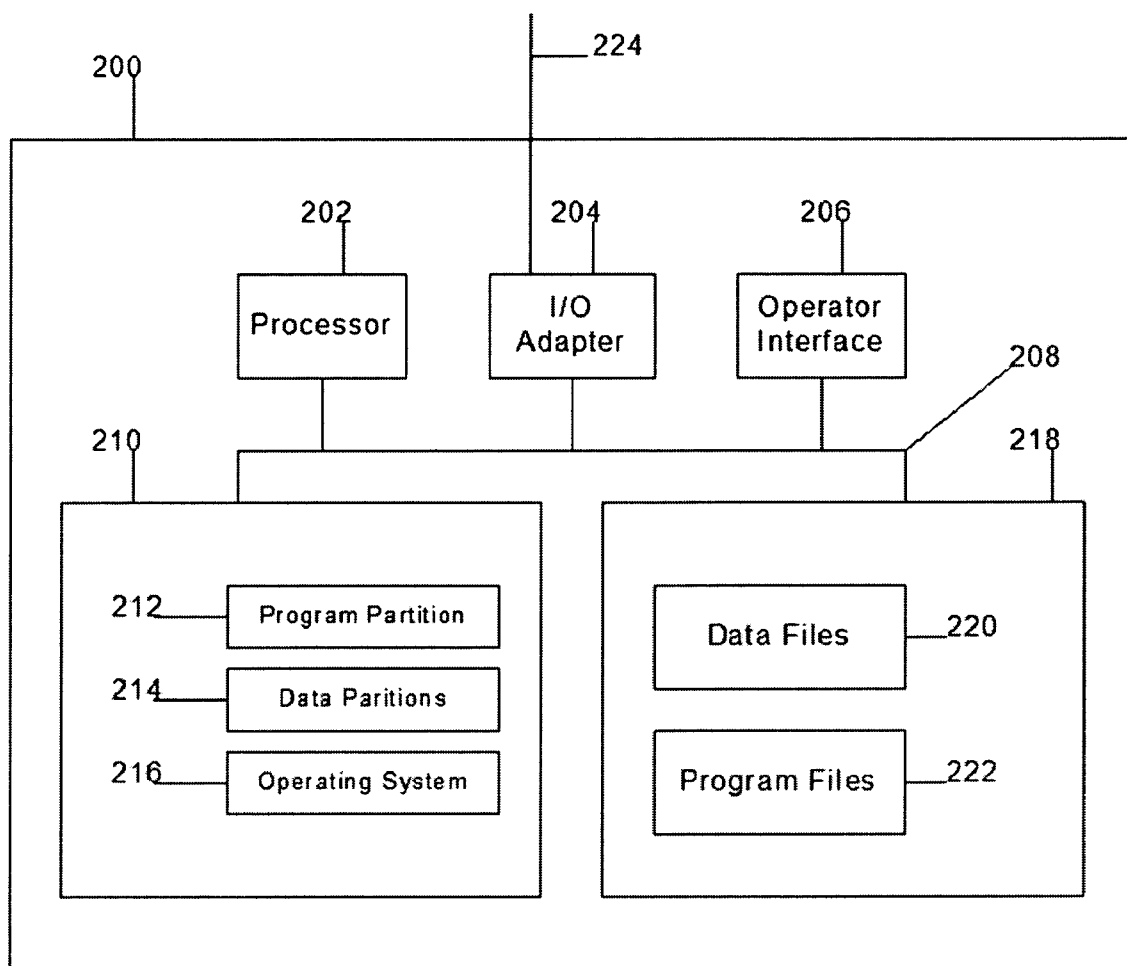 224
200
202
204
206
Processor
I/O
Adapter
Operator
Interface
208
210
218
212
Program Partition
Data Files
220
214
Data Paritions
216
Operating System
Program Files
222